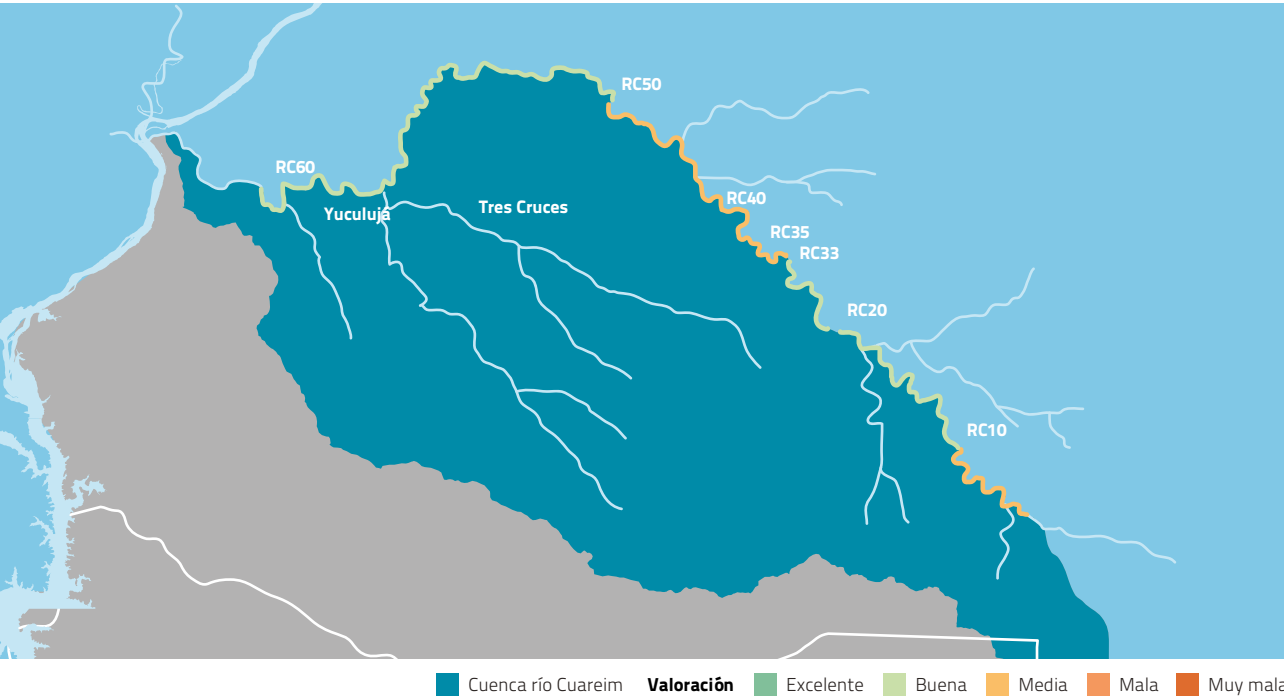 RC50
RC60
Yuculujá
Tres Cruces
RC40
RC35
RC33
RC20
RC10
Cuenca río Cuareim Valoración Excelente Buena Media Mala Muy mala